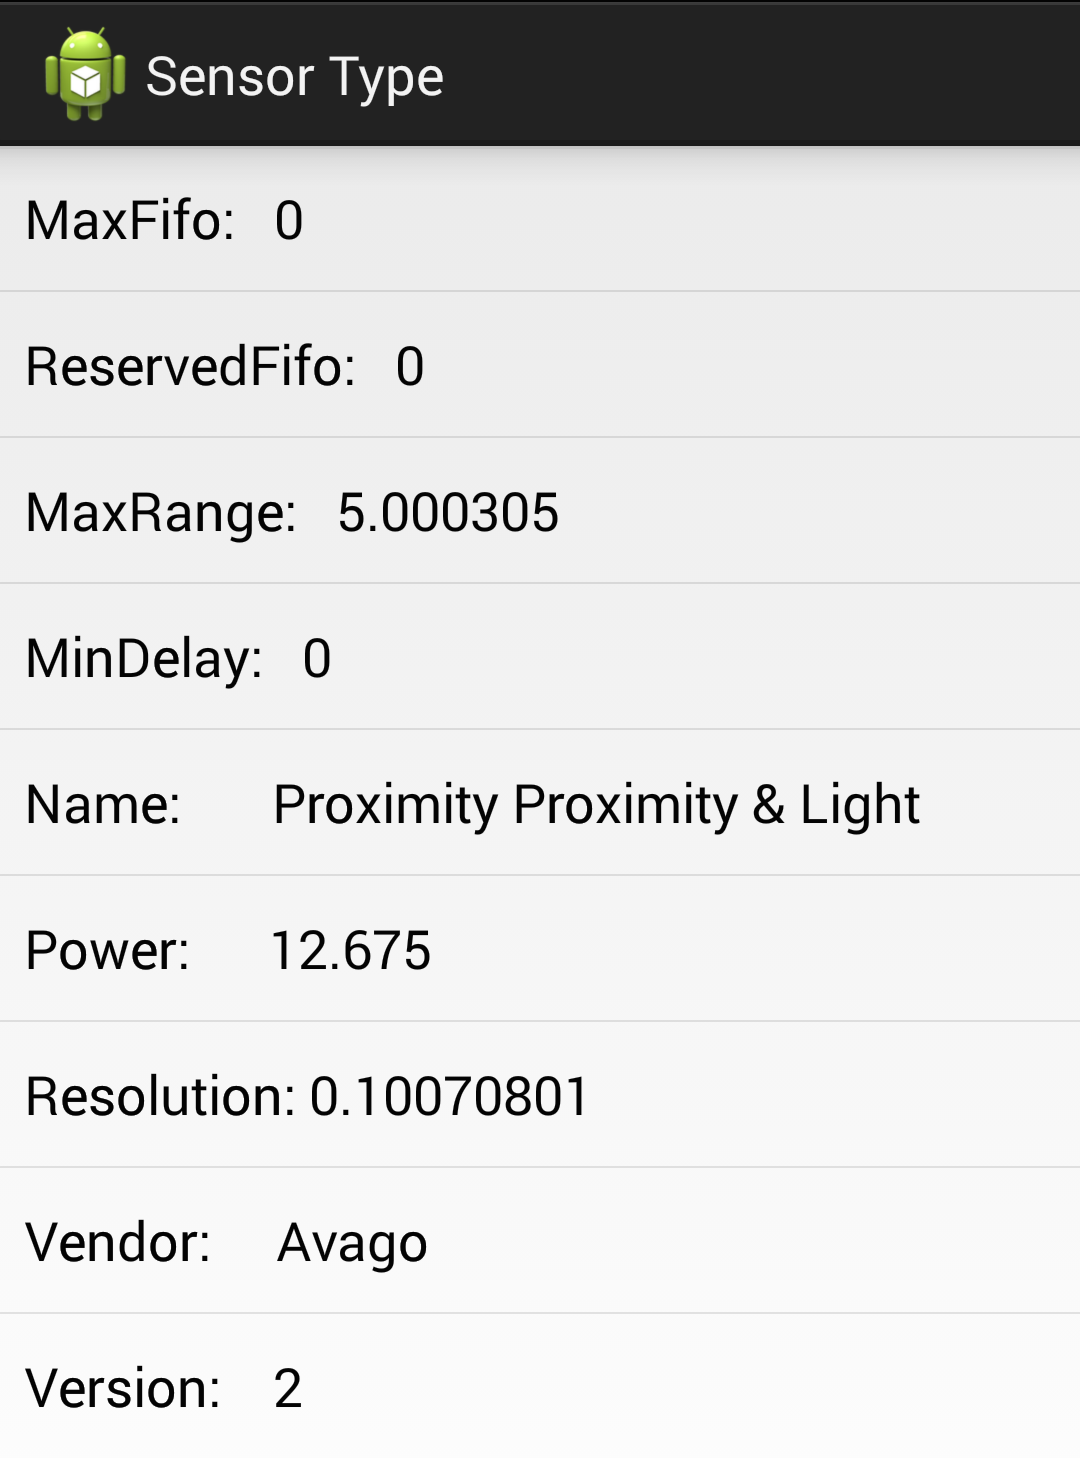 Sensor Type
MaxFifo: 0
ReservedFifo: 0
MaxRange: 5.000305
MinDelay: 0
Name: Proximity Proximity & Light
Power: 12.675
Resolution: 0.10070801
Vendor: Avago
Version: 2